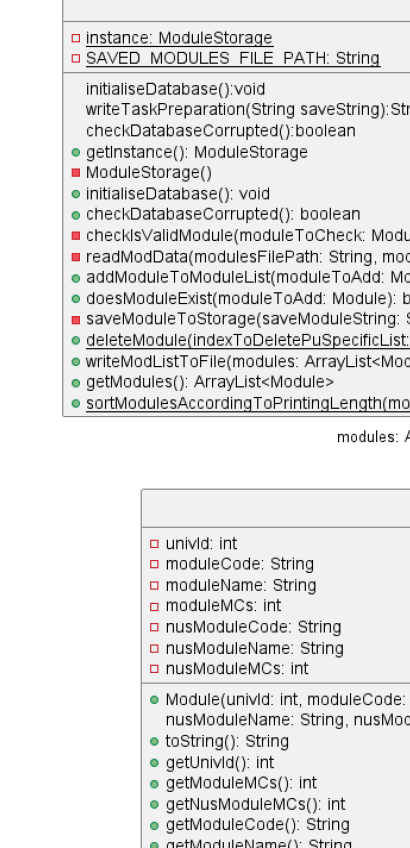 instance: ModuleStorage
SAVED_MODULES_FILE_PATH: String
initialiseDatabase():void
writeTaskPreparation(String saveString):Str
checkDatabaseCorrupted():boolean
getInstance(): ModuleStorage
ModuleStorage()
initialiseDatabase(): void
checkDatabaseCorrupted(): boolean
checkIsValidModule(moduleToCheck: Modu
readModData(modulesFilePath: String, mod
addModuleToModuleList(moduleToAdd: Mo
doesModuleExist(moduleToAdd: Module): b
saveModuleToStorage(saveModuleString: S
deleteModule(indexToDeletePuSpecificList:
writeModListToFile(modules: ArrayList<Mod
getModules(): ArrayList<Module>
sortModulesAccordingToPrintingLength(mo
modules: A
univId: int
moduleCode: String
moduleName: String
moduleMCs: int
nusModuleCode: String
nusModuleName: String
nusModuleMCs: int
Module(univId: int, moduleCode:
nusModuleName: String, nusMod
toString(): String
getUnivId(): int
getModuleMCs(): int
getNusModuleMCs(): int
getModuleCode(): String
getModuleName(): String